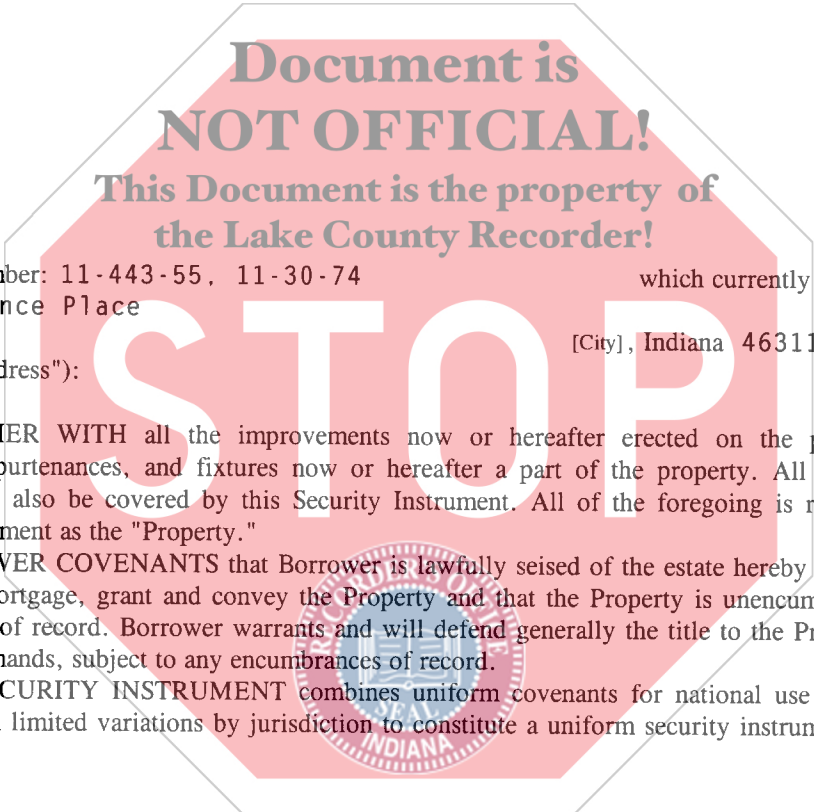 Document is
NOT OFFICIAL!
This Document is the property of
the Lake County Recorder!
ber: 11-443-55, 11-30-74 which currently
nce Place
[City], Indiana 46311
dress"):
STOP
ER WITH all the improvements now or hereafter erected on the p
purtenances, and fixtures now or hereafter a part of the property. All
also be covered by this Security Instrument. All of the foregoing is r
ment as the "Property."
VER COVENANTS that Borrower is lawfully seised of the estate hereby
ortgage, grant and convey the Property and that the Property is unencum
of record. Borrower warrants and will defend generally the title to the Pr
nands, subject to any encumbrances of record.
CURITY INSTRUMENT combines uniform covenants for national use
limited variations by jurisdiction to constitute a uniform security instrum
SEAL
INDIANA